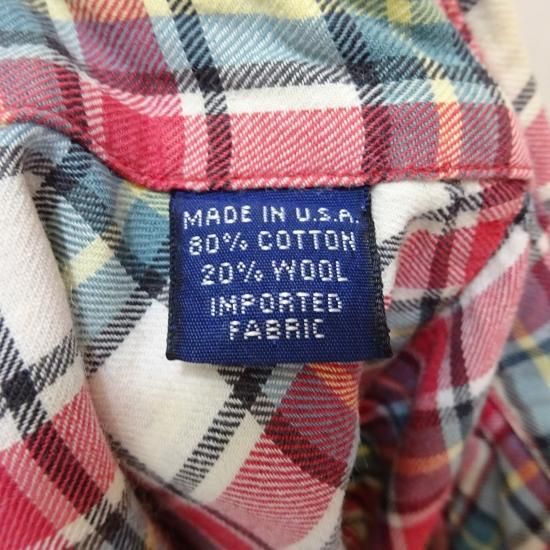 MADE IN U.S.A.
80% COTTON
20% WOOL
IMPORTED
FABRIC